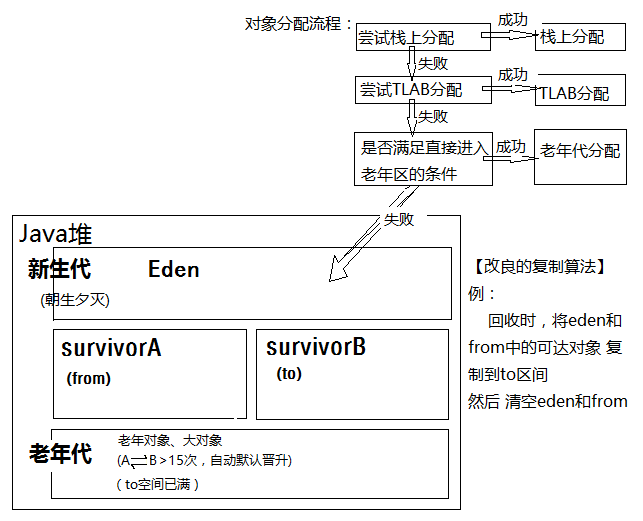 对象分配流程：
尝试栈上分配
成功
栈上分配
失败
尝试TLAB分配
成功
TLAB分配
失败
是否满足直接进入
老年区的条件
成功
老年代分配
失败
Java堆
新生代
Eden
(朝生夕灭)
survivorA
(from)
survivorB
(to)
老年代
老年对象、大对象
(A⇌B >15次，自动默认晋升)
（to空间已满）
【改良的复制算法】
例：
回收时，将eden和
from中的可达对象 复
制到to区间
然后 清空eden和from